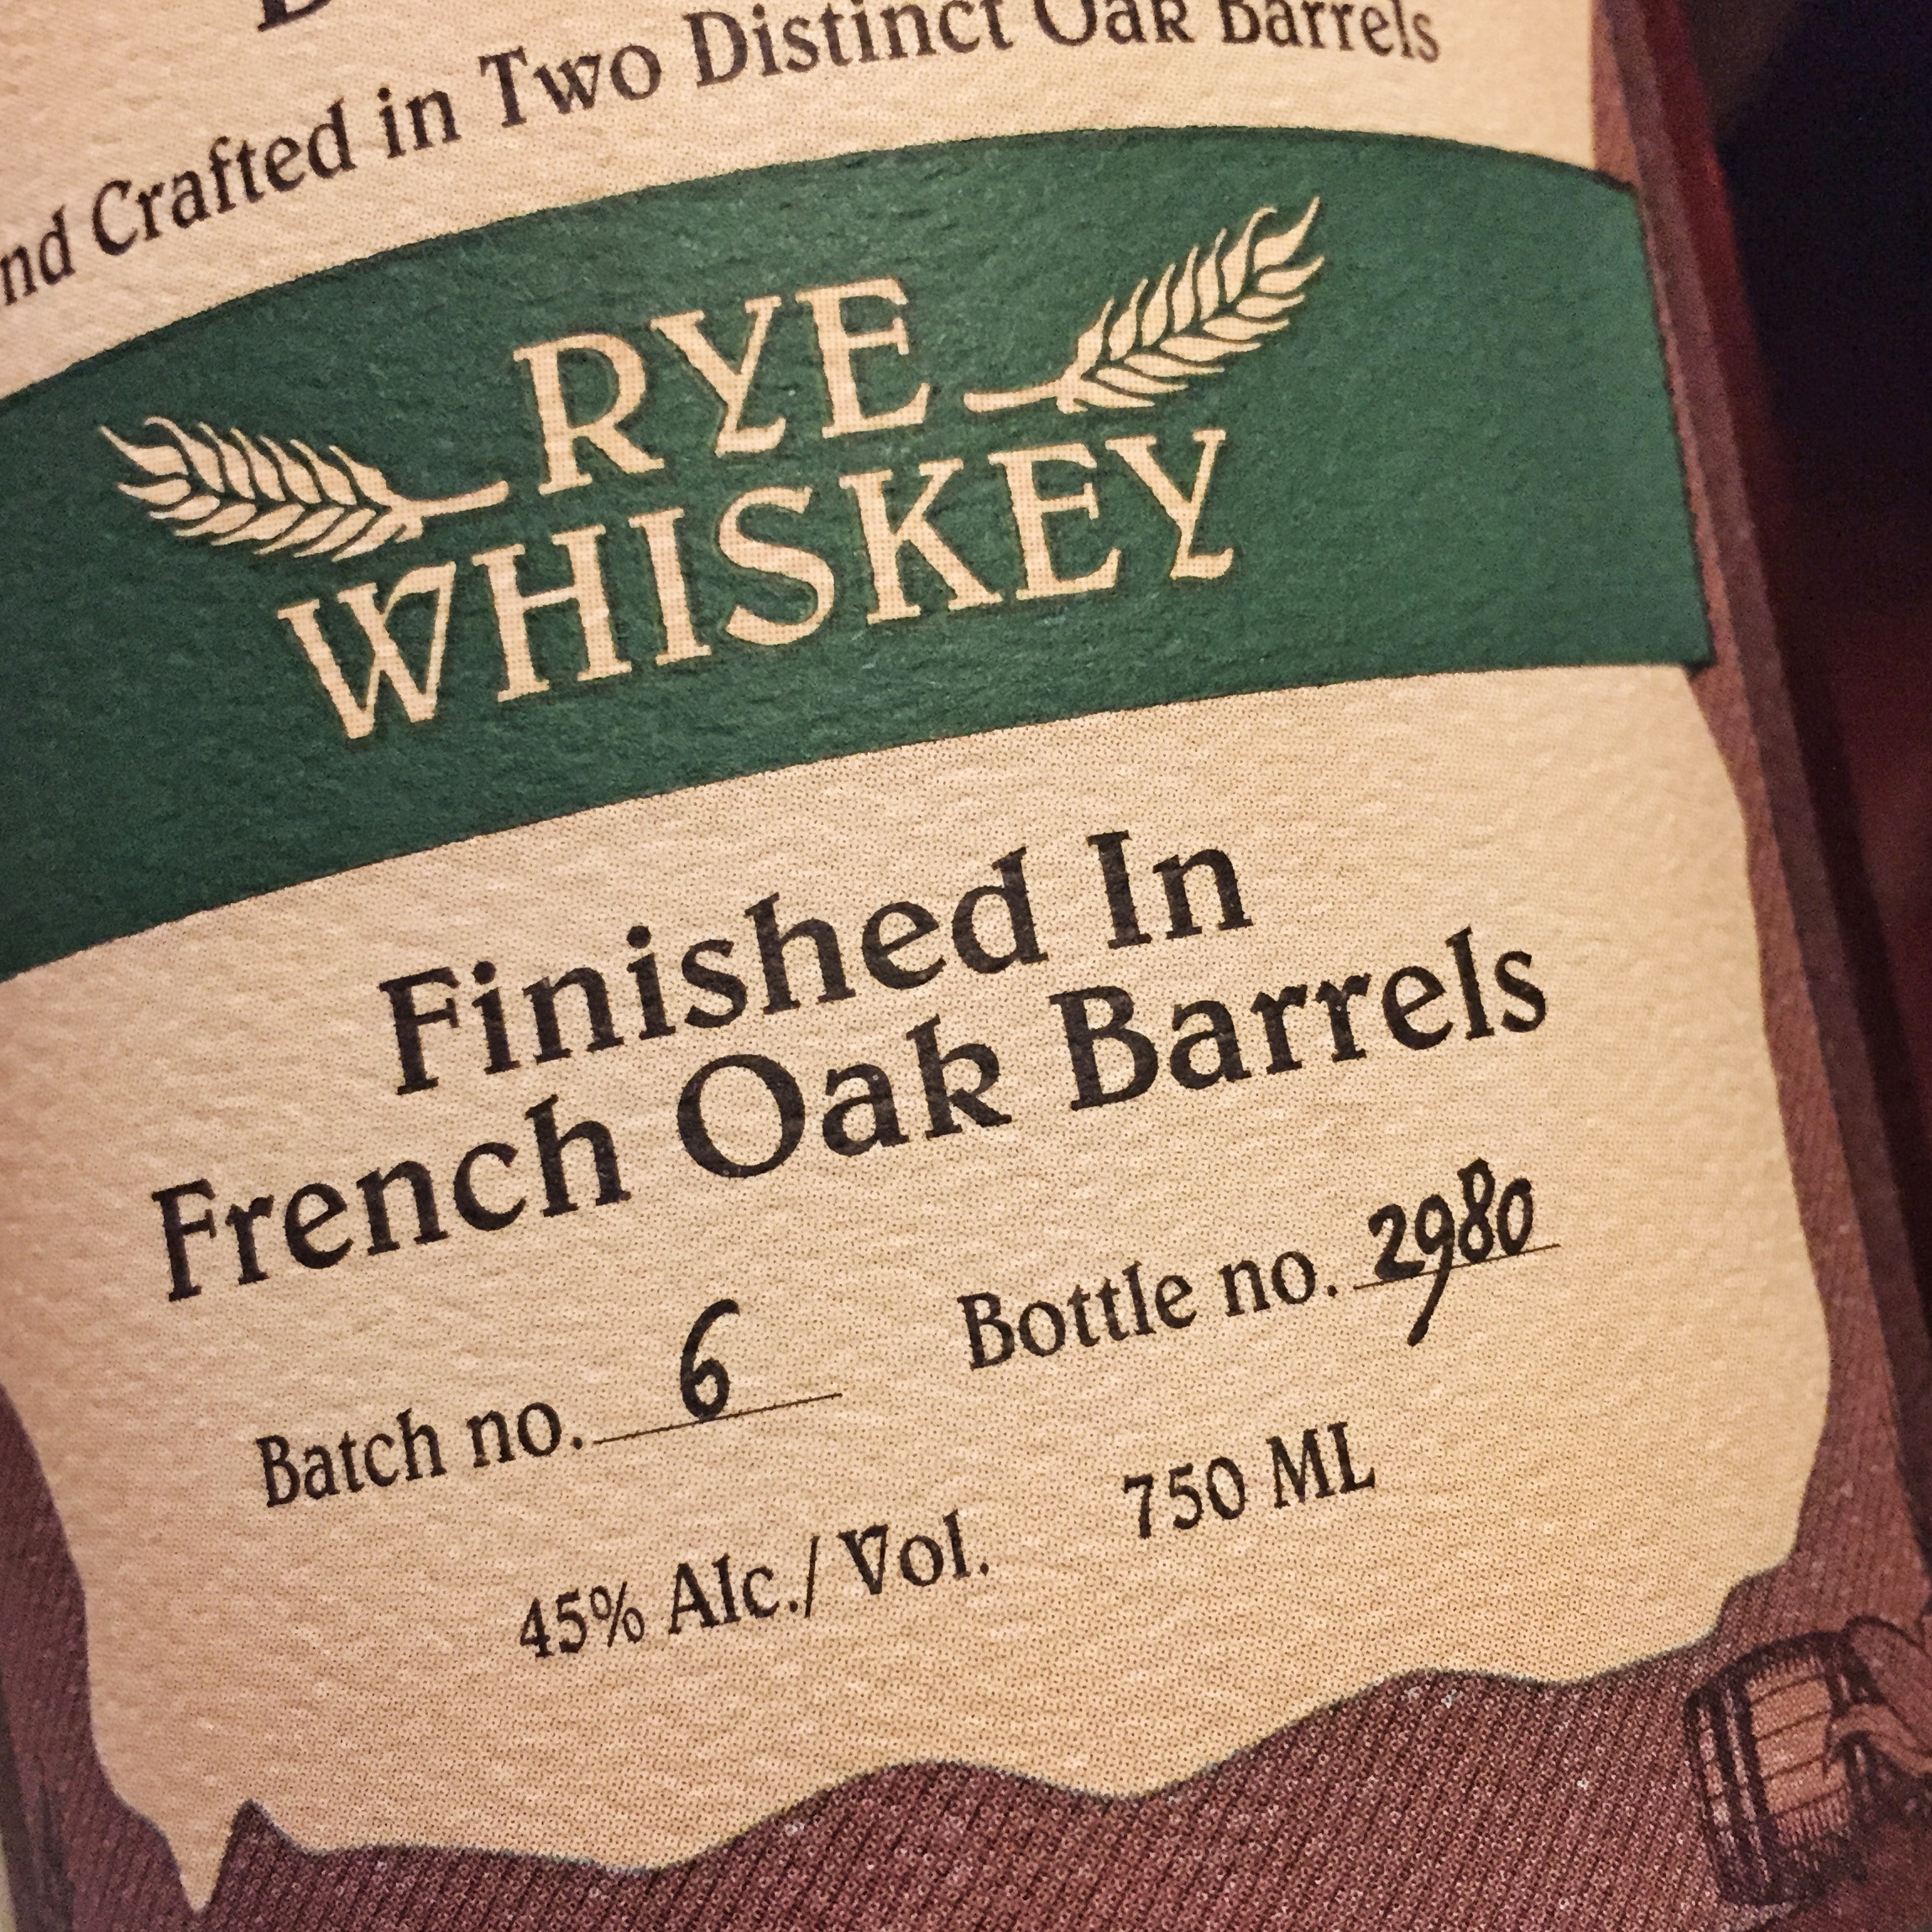 nd Crafted in Two Distinct Oak Barrels
RYE
WHISKEY
Finished In
French Oak Barrels
Batch no. 6 Bottle no. 2980
45% Alc./Vol. 750 ML